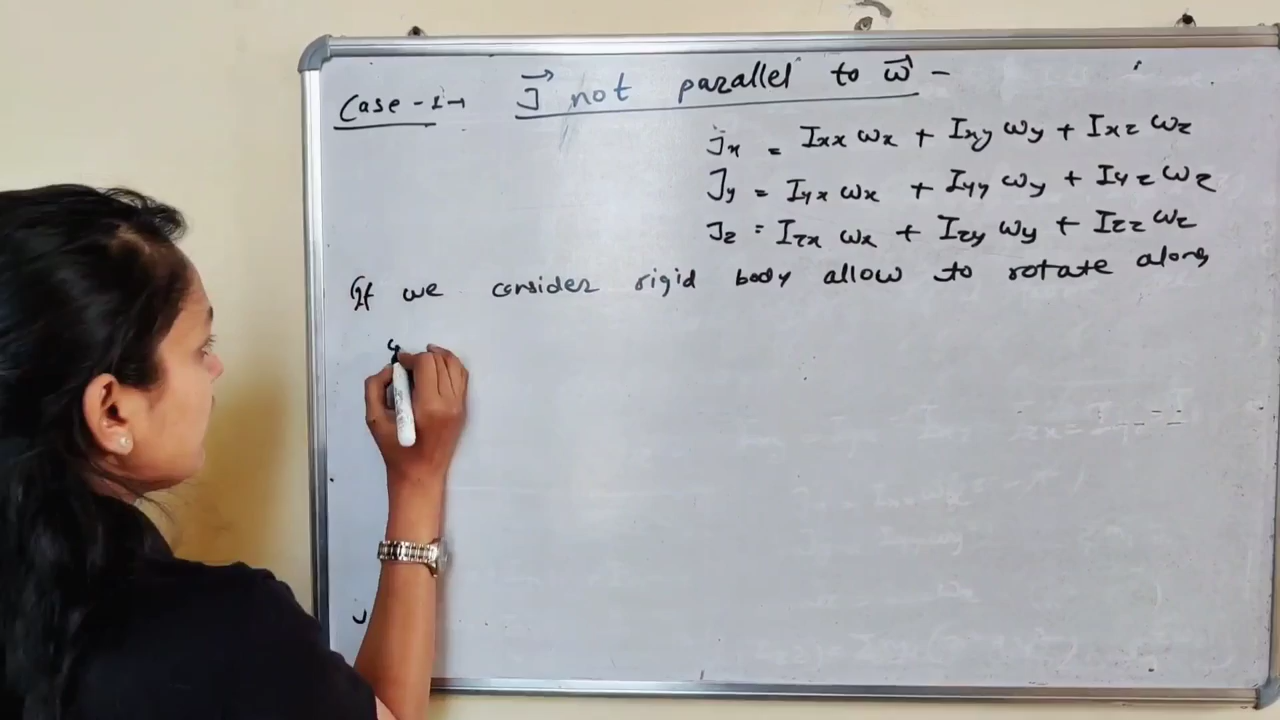 Case -1→ J⃗ not parallel to ω⃗ -
Jx = Ixx ωx + Ixy ωy + Ixz ωz
Jy = Iyx ωx + Iyy ωy + Iyz ωz
Jz = Izx ωx + Izy ωy + Izz ωz
If we consider rigid body allow to rotate along